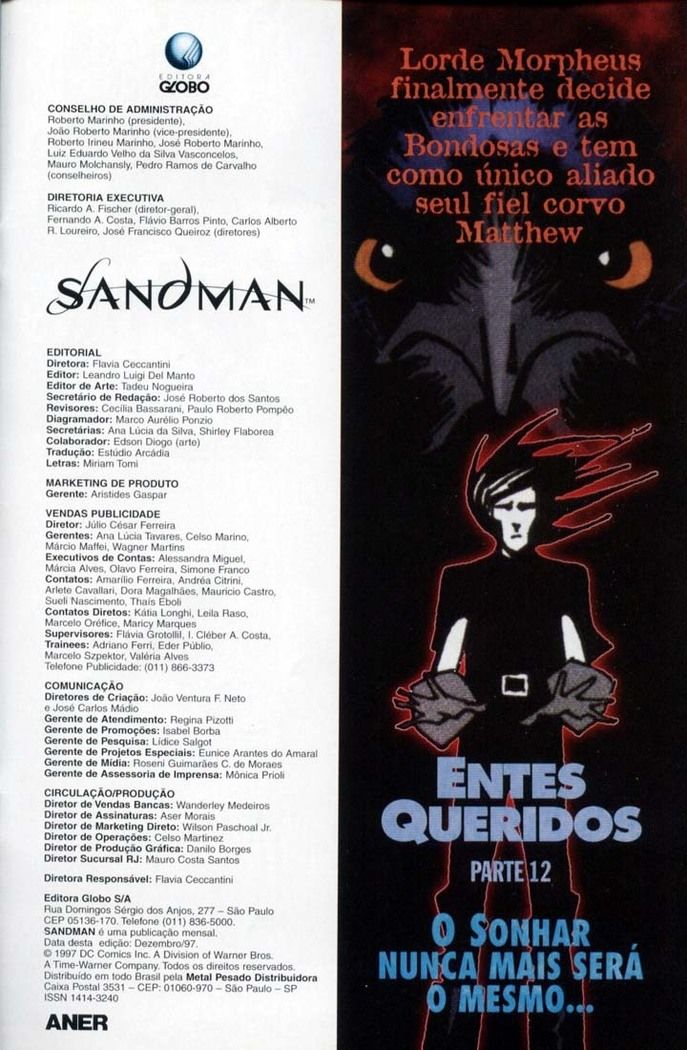 EDITORA
GLOBO
CONSELHO DE ADMINISTRAÇÃO
Roberto Marinho (presidente),
João Roberto Marinho (vice-presidente),
Roberto Irineu Marinho, José Roberto Marinho,
Luiz Eduardo Velho da Silva Vasconcelos,
Mauro Molchansly, Pedro Ramos de Carvalho
(conselheiros)
DIRETORIA EXECUTIVA
Ricardo A. Fischer (diretor-geral),
Fernando A. Costa, Flávio Barros Pinto, Carlos Alberto
R. Loureiro, José Francisco Queiroz (diretores)
SANDMAN™
EDITORIAL
Diretora: Flavia Ceccantini
Editor: Leandro Luigi Del Manto
Editor de Arte: Tadeu Nogueira
Secretário de Redação: José Roberto dos Santos
Revisores: Cecília Bassarani, Paulo Roberto Pompêo
Diagramador: Marco Aurélio Ponzio
Secretárias: Ana Lúcia da Silva, Shirley Flaborea
Colaborador: Edson Diogo (arte)
Tradução: Estúdio Arcádia
Letras: Miriam Tomi
MARKETING DE PRODUTO
Gerente: Aristides Gaspar
VENDAS PUBLICIDADE
Diretor: Júlio César Ferreira
Gerentes: Ana Lúcia Tavares, Celso Marino,
Márcio Maffei, Wagner Martins
Executivos de Contas: Alessandra Miguel,
Márcia Alves, Olavo Ferreira, Simone Franco
Contatos: Amarílio Ferreira, Andréa Citrini,
Arlete Cavallari, Dora Magalhães, Mauricio Castro,
Sueli Nascimento, Thaís Eboli
Contatos Diretos: Kátia Longhi, Leila Raso,
Marcelo Oréfice, Maricy Marques
Supervisores: Flávia Grotollil, I. Cléber A. Costa,
Trainees: Adriano Ferri, Eder Públio,
Marcelo Szpektor, Valéria Alves
Telefone Publicidade: (011) 866-3373
COMUNICAÇÃO
Diretores de Criação: João Ventura F. Neto
e José Carlos Mádio
Gerente de Atendimento: Regina Pizotti
Gerente de Promoções: Isabel Borba
Gerente de Pesquisa: Lídice Salgot
Gerente de Projetos Especiais: Eunice Arantes do Amaral
Gerente de Mídia: Roseni Guimarães C. de Moraes
Gerente de Assessoria de Imprensa: Mônica Prioli
CIRCULAÇÃO/PRODUÇÃO
Diretor de Vendas Bancas: Wanderley Medeiros
Diretor de Assinaturas: Aser Morais
Diretor de Marketing Direto: Wilson Paschoal Jr.
Diretor de Operações: Celso Martinez
Diretor de Produção Gráfica: Danilo Borges
Diretor Sucursal RJ: Mauro Costa Santos
Diretora Responsável: Flavia Ceccantini
Editora Globo S/A
Rua Domingos Sérgio dos Anjos, 277 – São Paulo
CEP 05136-170. Telefone (011) 836-5000.
SANDMAN é uma publicação mensal.
Data desta edição: Dezembro/97.
© 1997 DC Comics Inc. A Division of Warner Bros.
A Time-Warner Company. Todos os direitos reservados.
Distribuído em todo Brasil pela Metal Pesado Distribuidora
Caixa Postal 3531 – CEP: 01060-970 – São Paulo – SP
ISSN 1414-3240
ANER
Lorde Morpheus
finalmente decide
enfrentar as
Bondosas e tem
como único aliado
seul fiel corvo
Matthew
ENTES
QUERIDOS
PARTE 12
O SONHAR
NUNCA MAIS SERÁ
O MESMO...